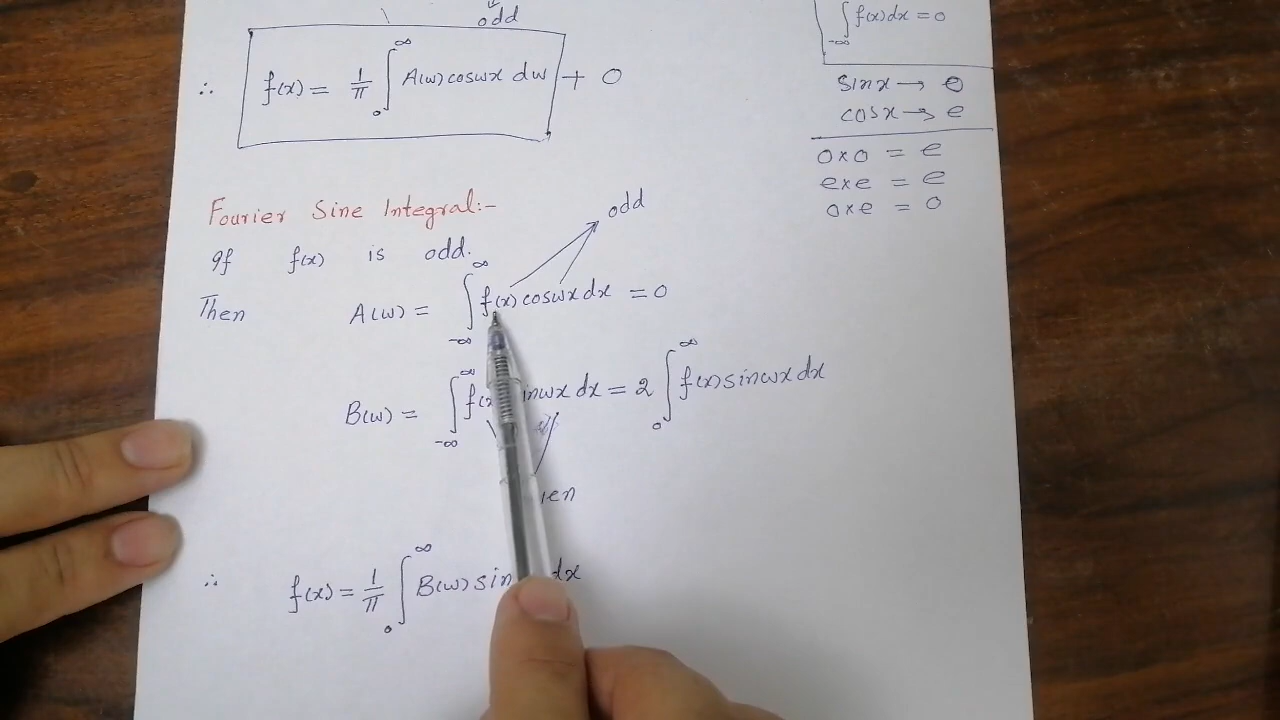 odd
∴ f(x) = 1/π ∫₀^∞ A(ω) cosωx dω + 0
Fourier Sine Integral:-
If f(x) is odd.
Then A(ω) = ∫_{-∞}^{∞} f(x) cosωx dx = 0
odd
B(ω) = ∫_{-∞}^{∞} f(x) sinωx dx = 2 ∫₀^∞ f(x) sinωx dx
∴ f(x) = 1/π ∫₀^∞ B(ω) sin dx
∫_{-∞} f(x) dx = 0
sinx → o
cosx → e
o×o = e
e×e = e
o×e = o